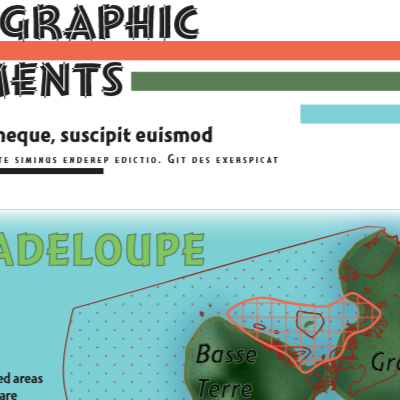 GRAPHIC
MENTS
neque, suscipit euismod
TE SIMINUS ENDEREP EDICTIO. GIT DES EXERSPICAT
ADELOUPE
Basse
Gr
Terre
ed areas
are